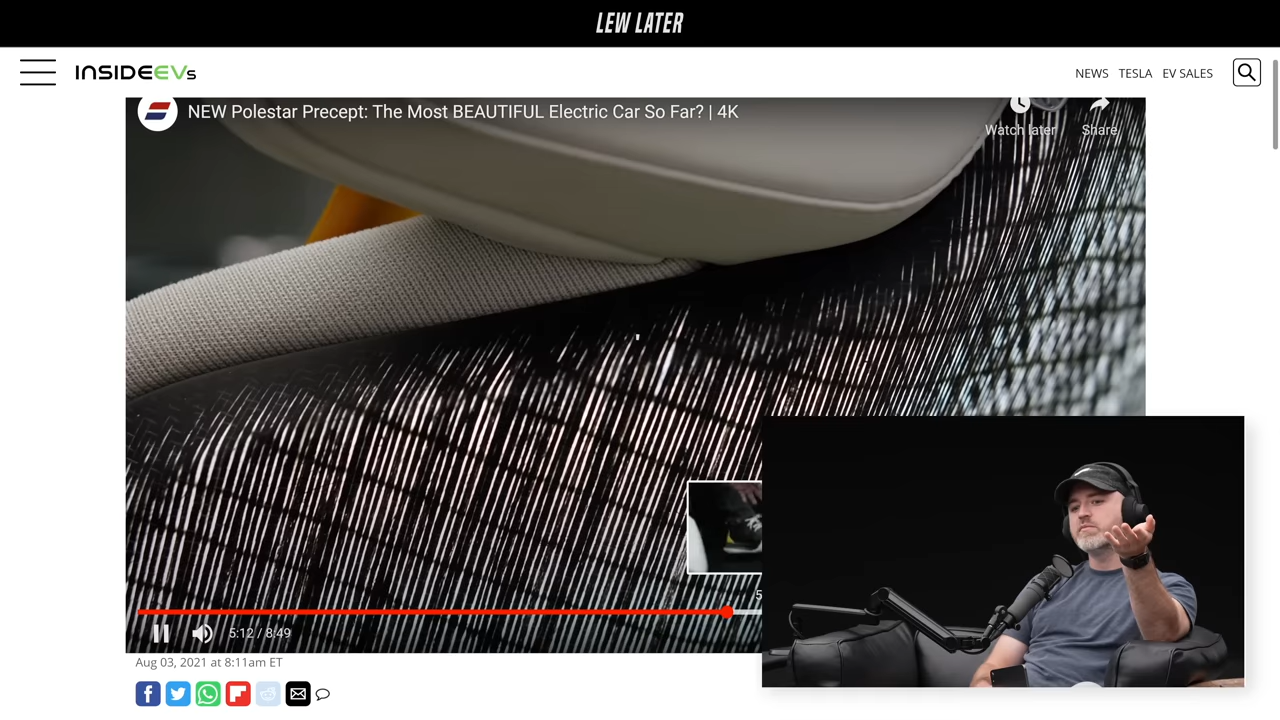 LEW LATER
INSIDEEVs
NEWS TESLA EV SALES
NEW Polestar Precept: The Most BEAUTIFUL Electric Car So Far? | 4K
Watch later
Share
5
5:12 / 8:49
Aug 03, 2021 at 8:11am ET